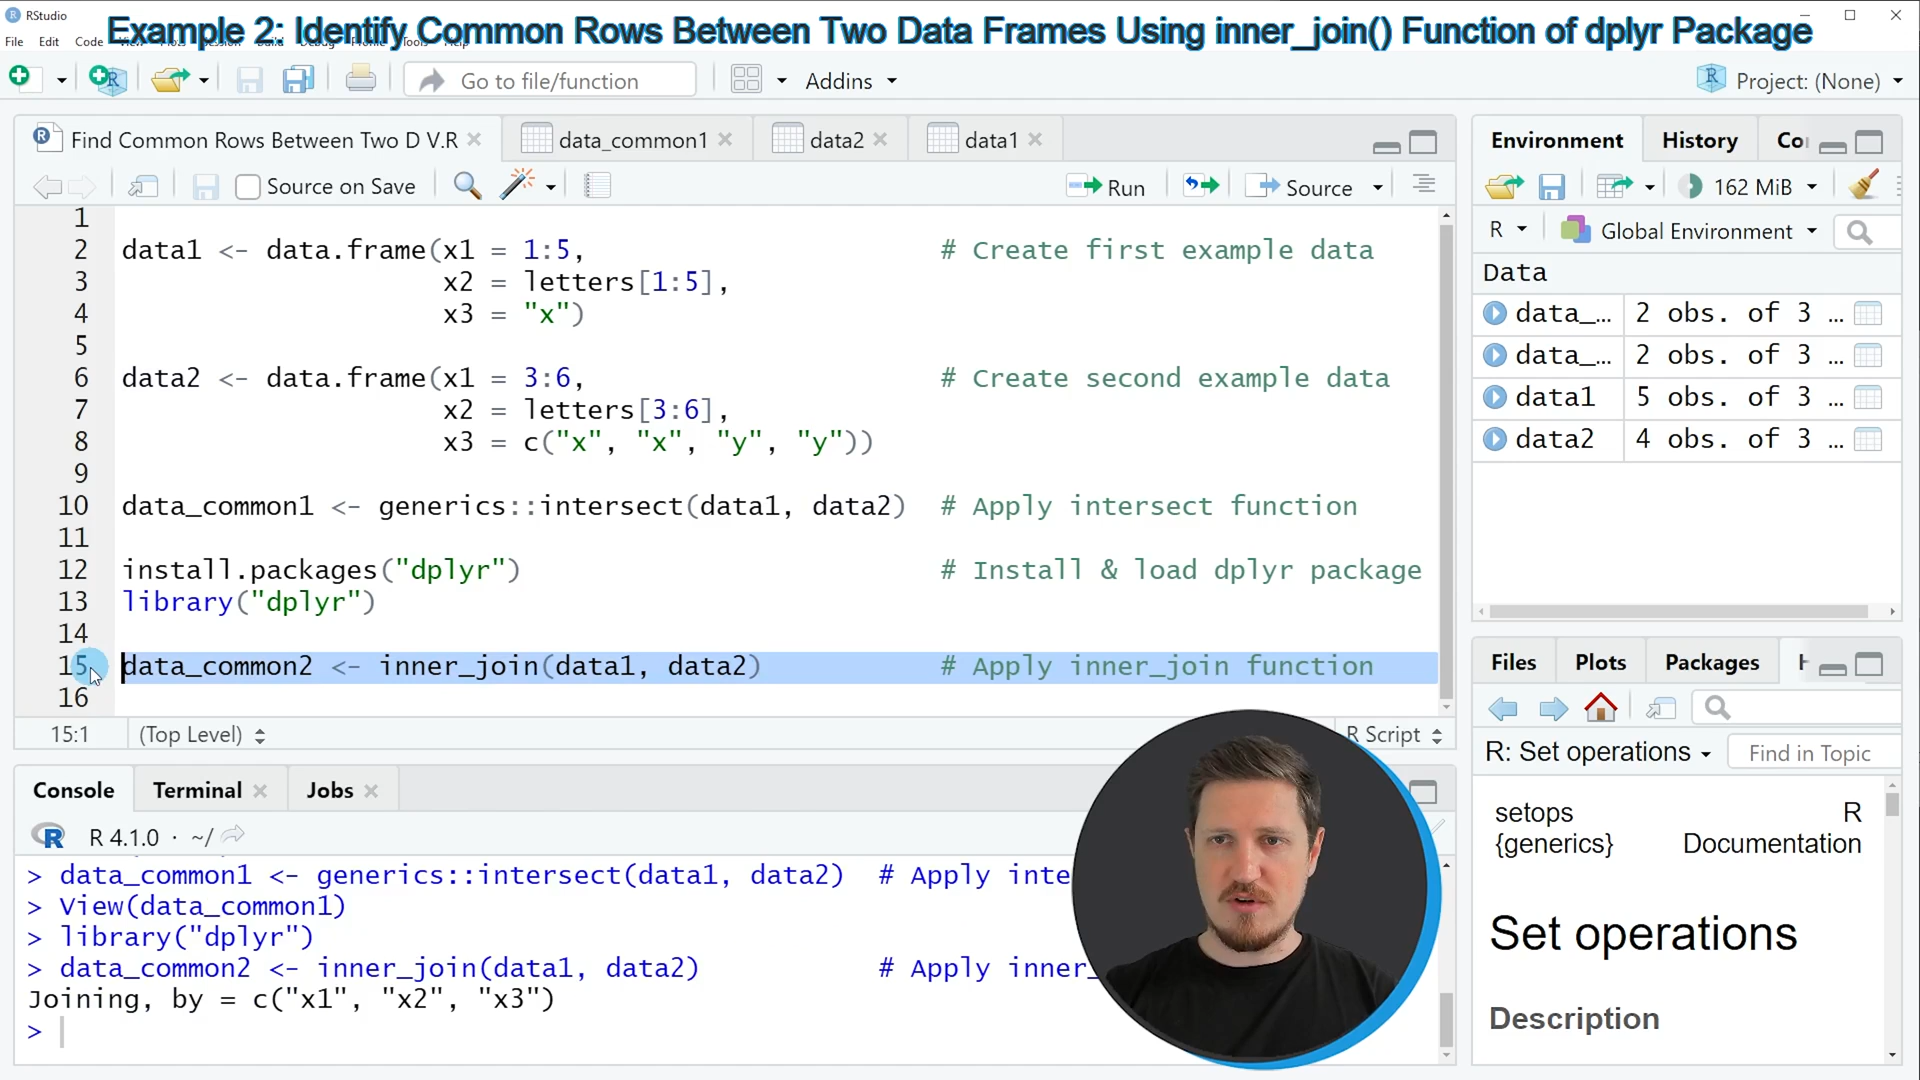 RStudio
Example 2: Identify Common Rows Between Two Data Frames Using inner_join() Function of dplyr Package
File Edit Code
Go to file/function
Addins
Project: (None)
Find Common Rows Between Two D V.R
data_common1
data2
data1
Source on Save
Run
Source
1
2 data1 <- data.frame(x1 = 1:5, # Create first example data
3 x2 = letters[1:5],
4 x3 = "x")
5
6 data2 <- data.frame(x1 = 3:6, # Create second example data
7 x2 = letters[3:6],
8 x3 = c("x", "x", "y", "y"))
9
10 data_common1 <- generics::intersect(data1, data2) # Apply intersect function
11
12 install.packages("dplyr") # Install & load dplyr package
13 library("dplyr")
14
15 data_common2 <- inner_join(data1, data2) # Apply inner_join function
16
15:1 (Top Level) R Script
Console Terminal Jobs
R 4.1.0 · ~/
> data_common1 <- generics::intersect(data1, data2) # Apply inte
> View(data_common1)
> library("dplyr")
> data_common2 <- inner_join(data1, data2) # Apply inner_
Joining, by = c("x1", "x2", "x3")
>
Environment History Co
162 MiB
R Global Environment
Data
data_… 2 obs. of 3 …
data_… 2 obs. of 3 …
data1 5 obs. of 3 …
data2 4 obs. of 3 …
Files Plots Packages
R: Set operations Find in Topic
setops R
{generics} Documentation
Set operations
Description